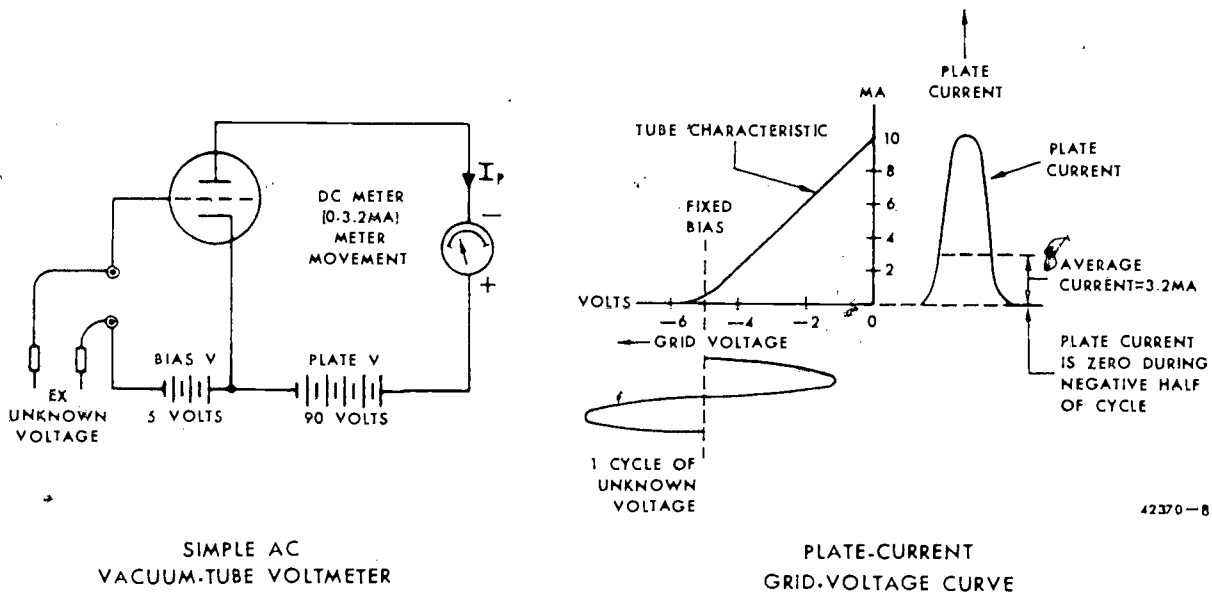 DC METER
(0-3.2MA)
METER
MOVEMENT
Ip
−
+
EX
UNKNOWN
VOLTAGE
BIAS V
5 VOLTS
PLATE V
90 VOLTS
SIMPLE AC
VACUUM-TUBE VOLTMETER
PLATE
CURRENT
MA
TUBE CHARACTERISTIC
10
8
6
4
2
PLATE
CURRENT
FIXED
BIAS
AVERAGE
CURRENT=3.2MA
VOLTS
−6
−4
−2
0
GRID VOLTAGE
PLATE CURRENT
IS ZERO DURING
NEGATIVE HALF
OF CYCLE
1 CYCLE OF
UNKNOWN
VOLTAGE
42370-8
PLATE-CURRENT
GRID-VOLTAGE CURVE